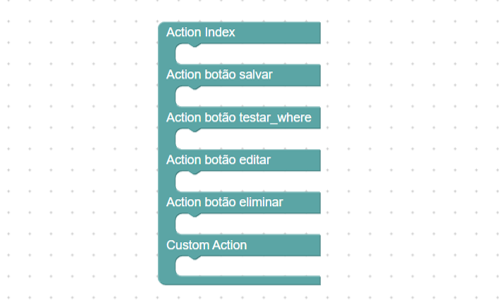 Action Index
Action botão salvar
Action botão testar_where
Action botão editar
Action botão eliminar
Custom Action